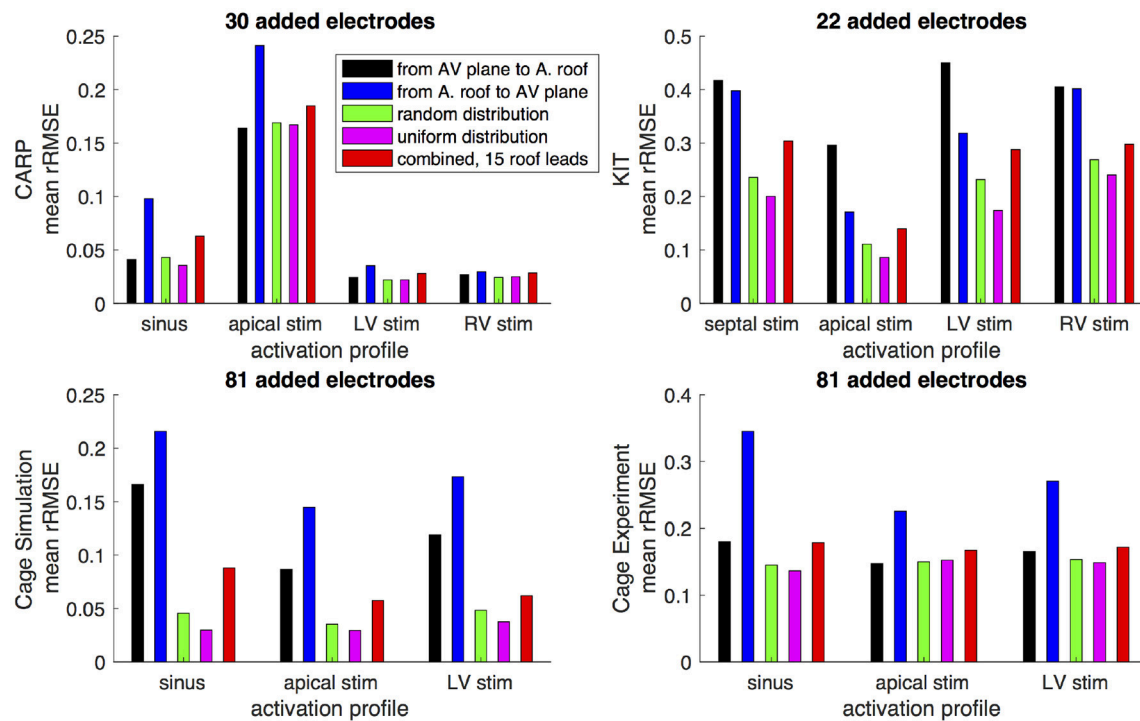 30 added electrodes
0.25
0.2
0.15
0.1
0.05
0
CARP
mean rRMSE
from AV plane to A. roof
from A. roof to AV plane
random distribution
uniform distribution
combined, 15 roof leads
sinus apical stim LV stim RV stim
activation profile
22 added electrodes
0.5
0.4
0.3
0.2
0.1
0
KIT
mean rRMSE
septal stim apical stim LV stim RV stim
activation profile
81 added electrodes
0.25
0.2
0.15
0.1
0.05
0
Cage Simulation
mean rRMSE
sinus apical stim LV stim
activation profile
81 added electrodes
0.4
0.3
0.2
0.1
0
Cage Experiment
mean rRMSE
sinus apical stim LV stim
activation profile